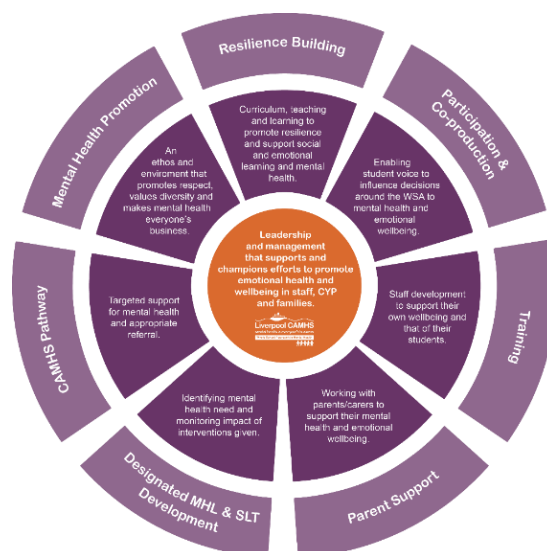 Resilience Building
Curriculum, teaching
and learning to
promote resilience
and support social
and emotional
learning and mental
health.
Participation &
Co-production
Enabling
student voice to
influence decisions
around the WSA to
mental health and
emotional
wellbeing.
Training
Staff development
to support their
own wellbeing and
that of their
students.
Parent Support
Working with
parents/carers to
support their mental
health and emotional
wellbeing.
Designated MHL & SLT
Development
Identifying mental
health need and
monitoring impact of
interventions given.
CAMHS Pathway
Targeted support
for mental health
and appropriate
referral.
Mental Health Promotion
An
ethos and
enviroment that
promotes respect,
values diversity and
makes mental health
everyone's
business.
Leadership
and management
that supports and
champions efforts to promote
emotional health and
wellbeing in staff, CYP
and families.
Liverpool CAMHS